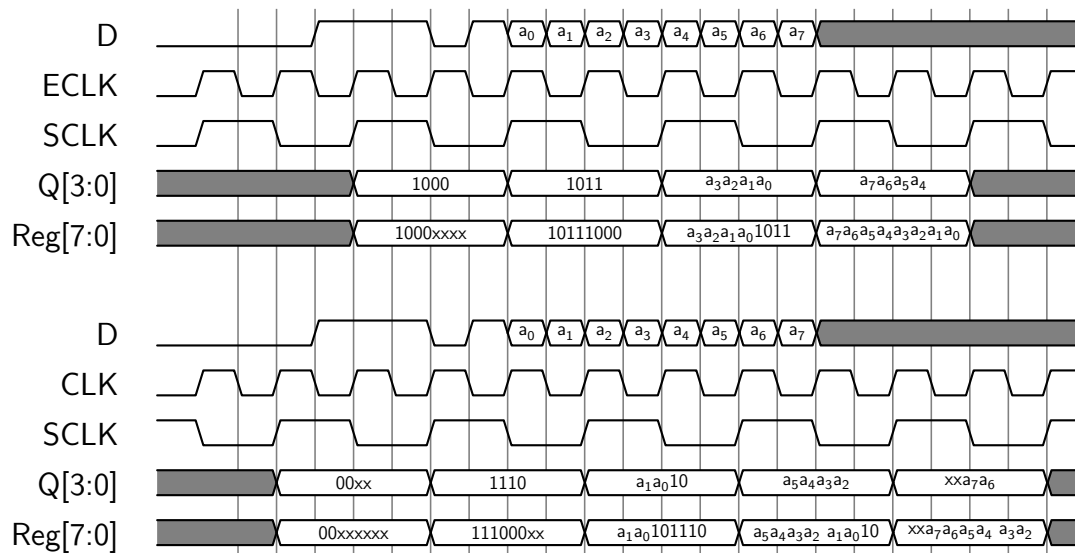 D a₀ a₁ a₂ a₃ a₄ a₅ a₆ a₇
ECLK
SCLK
Q[3:0] 1000 1011 a₃a₂a₁a₀ a₇a₆a₅a₄
Reg[7:0] 1000xxxx 10111000 a₃a₂a₁a₀1011 a₇a₆a₅a₄a₃a₂a₁a₀
D a₀ a₁ a₂ a₃ a₄ a₅ a₆ a₇
CLK
SCLK
Q[3:0] 00xx 1110 a₁a₀10 a₅a₄a₃a₂ xxa₇a₆
Reg[7:0] 00xxxxxx 111000xx a₁a₀101110 a₅a₄a₃a₂ a₁a₀10 xxa₇a₆a₅a₄ a₃a₂